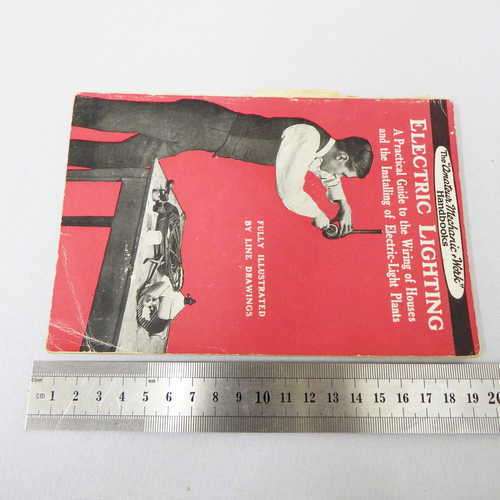 The "Amateur Mechanic Work"
Handbooks
ELECTRIC LIGHTING
A Practical Guide to the Wiring of Houses
and the Installing of Electric-Light Plants
FULLY ILLUSTRATED
BY LINE DRAWINGS
cm 1 2 3 4 5 6 7 8 9 10 11 12 13 14 15 16 17 18 19 20